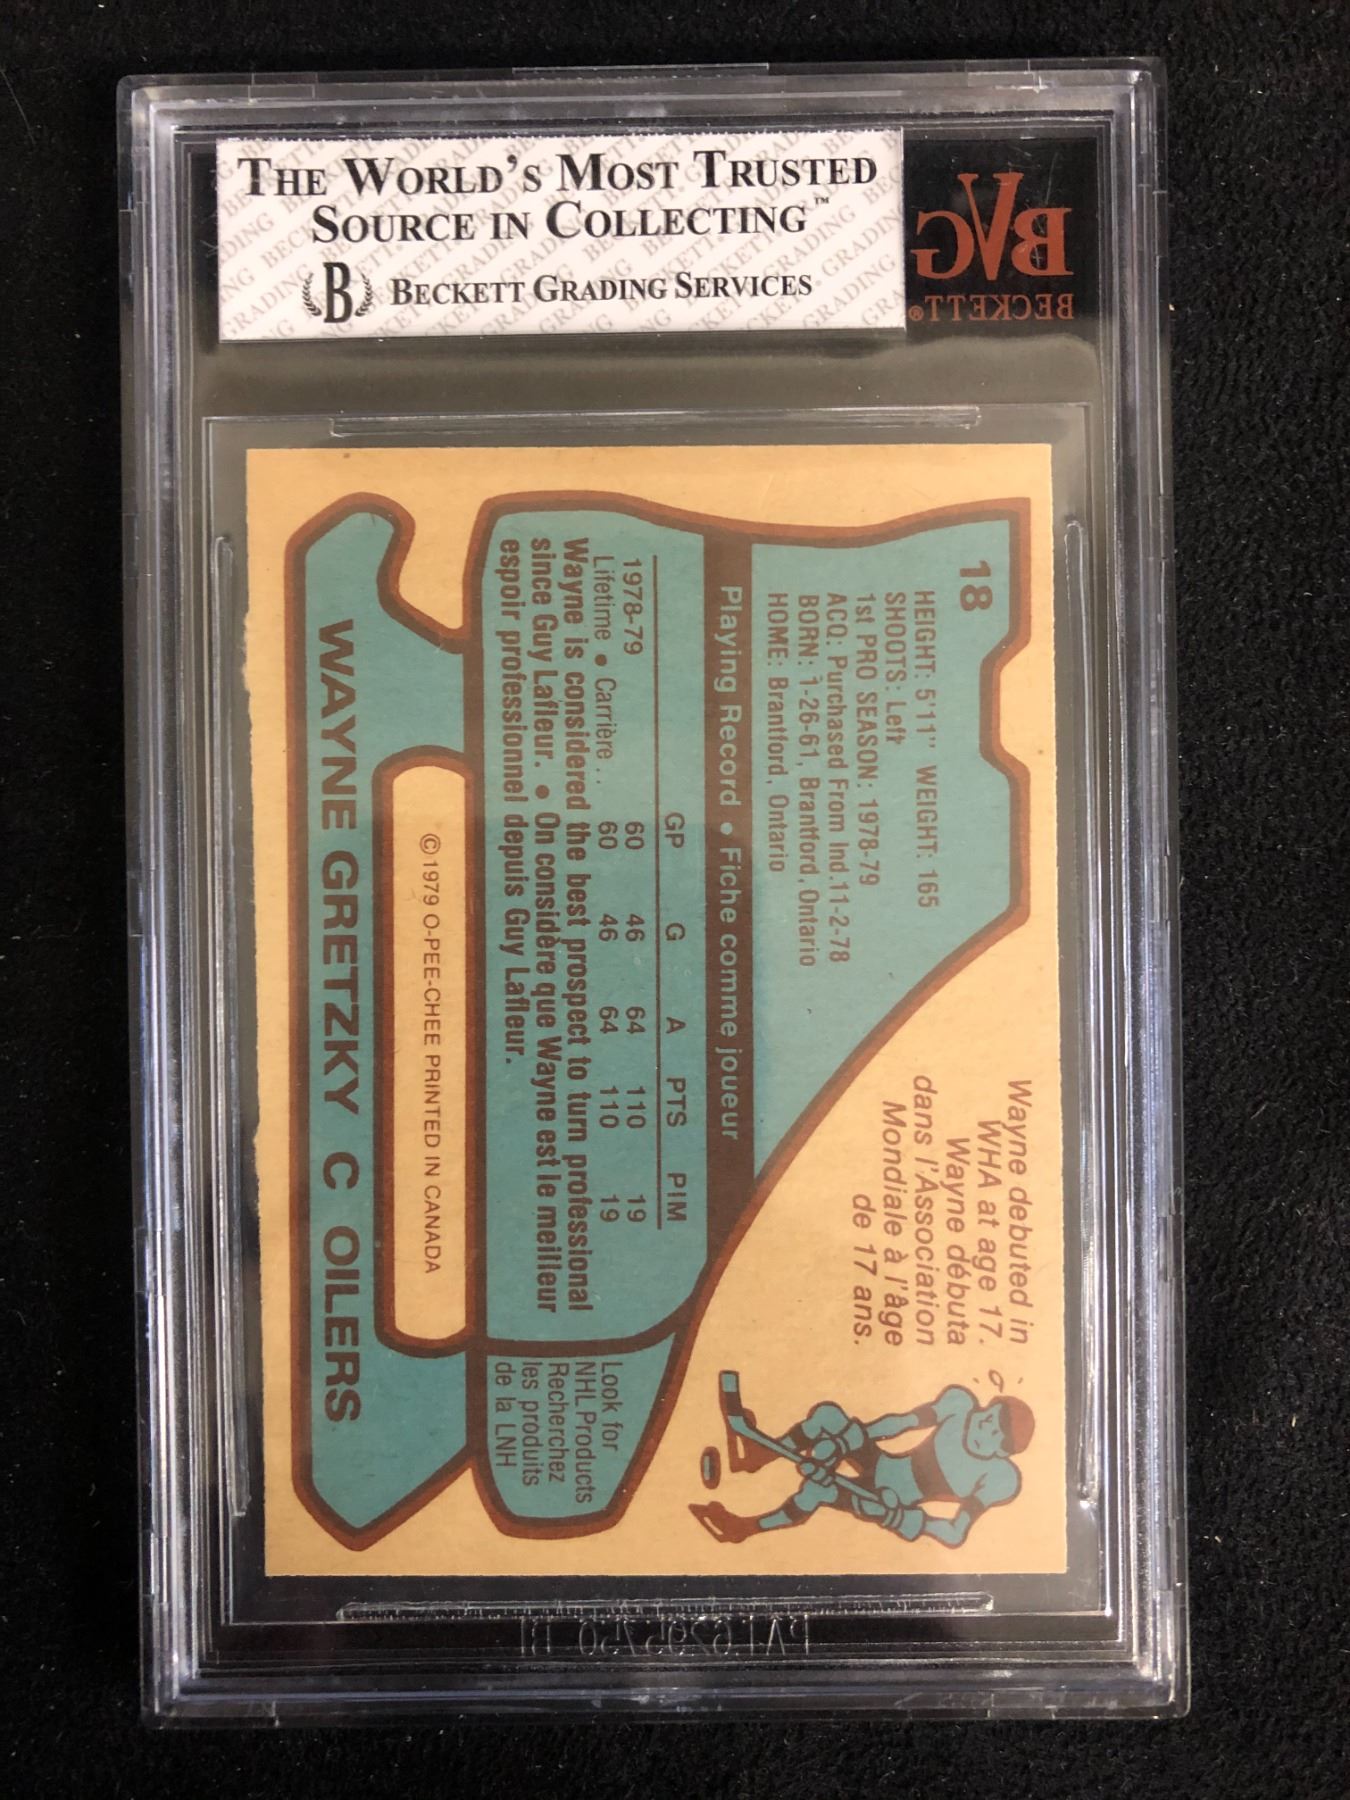 THE WORLD'S MOST TRUSTED
SOURCE IN COLLECTING™
B BECKETT GRADING SERVICES
BVG
BECKETT®
18
HEIGHT: 5'11" WEIGHT: 165
SHOOTS: Left
1st PRO SEASON: 1978-79
ACQ: Purchased From Ind. 11-2-78
BORN: 1-26-61, Brantford, Ontario
HOME: Brantford, Ontario
Wayne debuted in
WHA at age 17.
Wayne débuta
dans l'Association
Mondiale à l'âge
de 17 ans.
Playing Record • Fiche comme joueur
GP G A PTS PIM
1978-79 60 46 64 110 19
Lifetime • Carrière . . 60 46 64 110 19
Wayne is considered the best prospect to turn professional
since Guy Lafleur. • On considère que Wayne est le meilleur
espoir professionnel depuis Guy Lafleur.
Look for
NHL Products
Recherchez
les produits
de la LNH
© 1979 O-PEE-CHEE PRINTED IN CANADA
WAYNE GRETZKY C OILERS